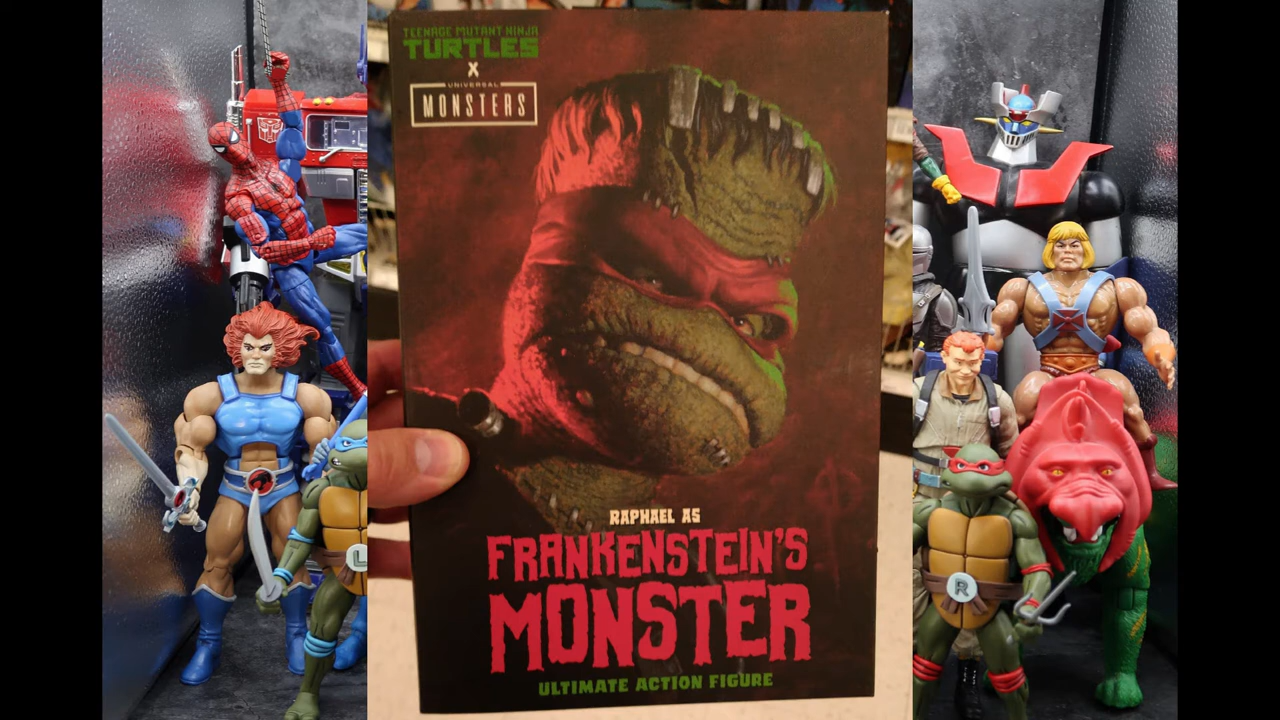 TEENAGE MUTANT NINJA
TURTLES
X
UNIVERSAL
MONSTERS
RAPHAEL AS
FRANKENSTEIN'S
MONSTER
ULTIMATE ACTION FIGURE
L
R